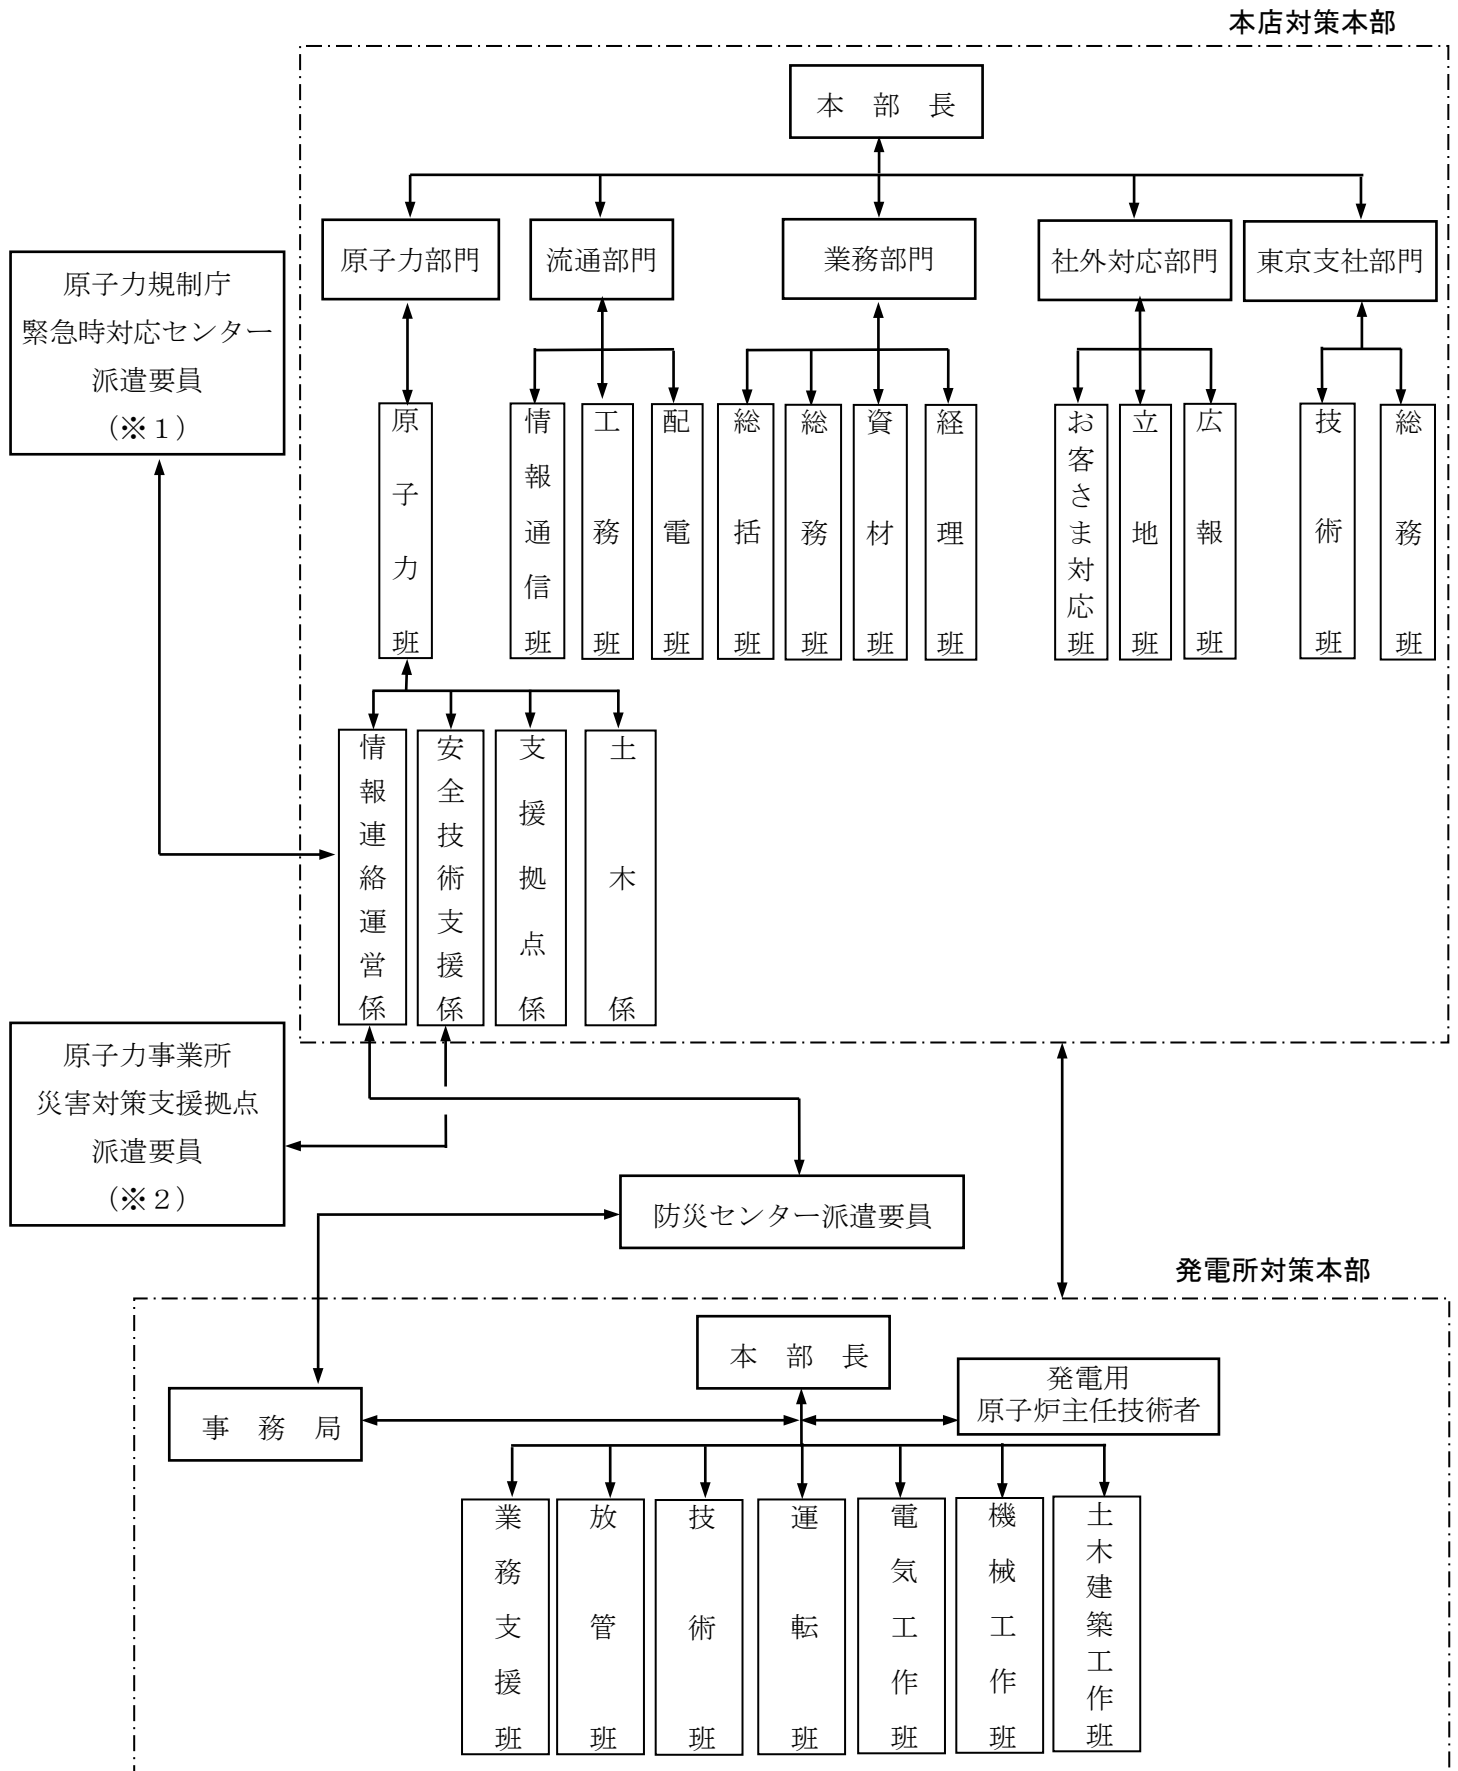 本店対策本部
本　部　長
原子力部門
流通部門
業務部門
社外対応部門
東京支社部門
原子力規制庁
緊急時対応センター
派遣要員
（※１）
原子力班
情報通信班
工務班
配電班
総括班
総務班
資材班
経理班
お客さま対応班
立地班
広報班
技術班
総務班
情報連絡運営係
安全技術支援係
支援拠点係
土木係
原子力事業所
災害対策支援拠点
派遣要員
（※２）
防災センター派遣要員
発電所対策本部
本　部　長
発電用
原子炉主任技術者
事　務　局
業務支援班
放管班
技術班
運転班
電気工作班
機械工作班
土木建築工作班